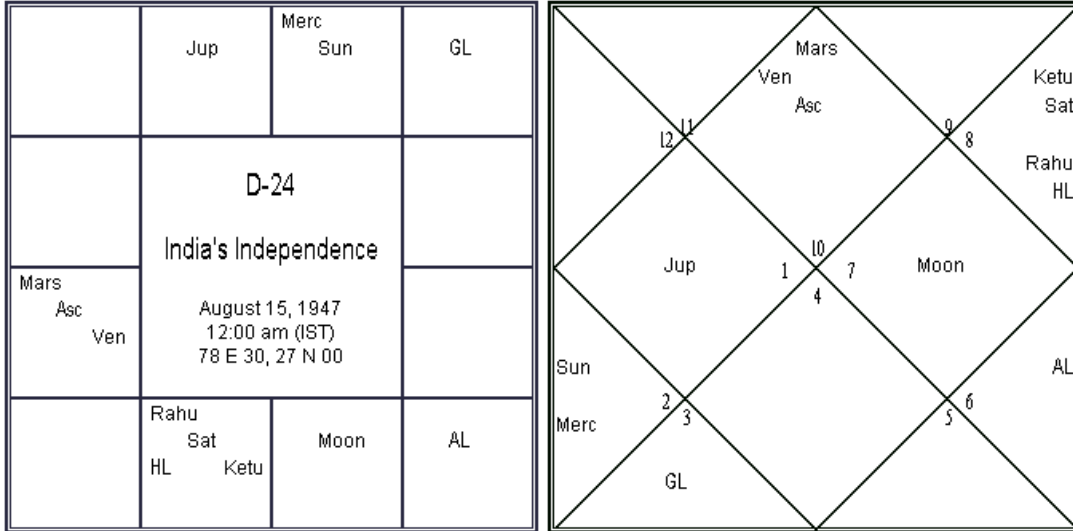 Merc
Jup Sun GL
D-24
India's Independence
August 15, 1947
12:00 am (IST)
78 E 30, 27 N 00
Mars
Asc
Ven
Rahu
Sat Moon AL
HL Ketu
Mars
Ven
Asc
Ketu
Sat
11 9
12 8
Rahu
HL
10
Jup 1 7 Moon
4
Sun AL
2 6
3 5
Merc
GL